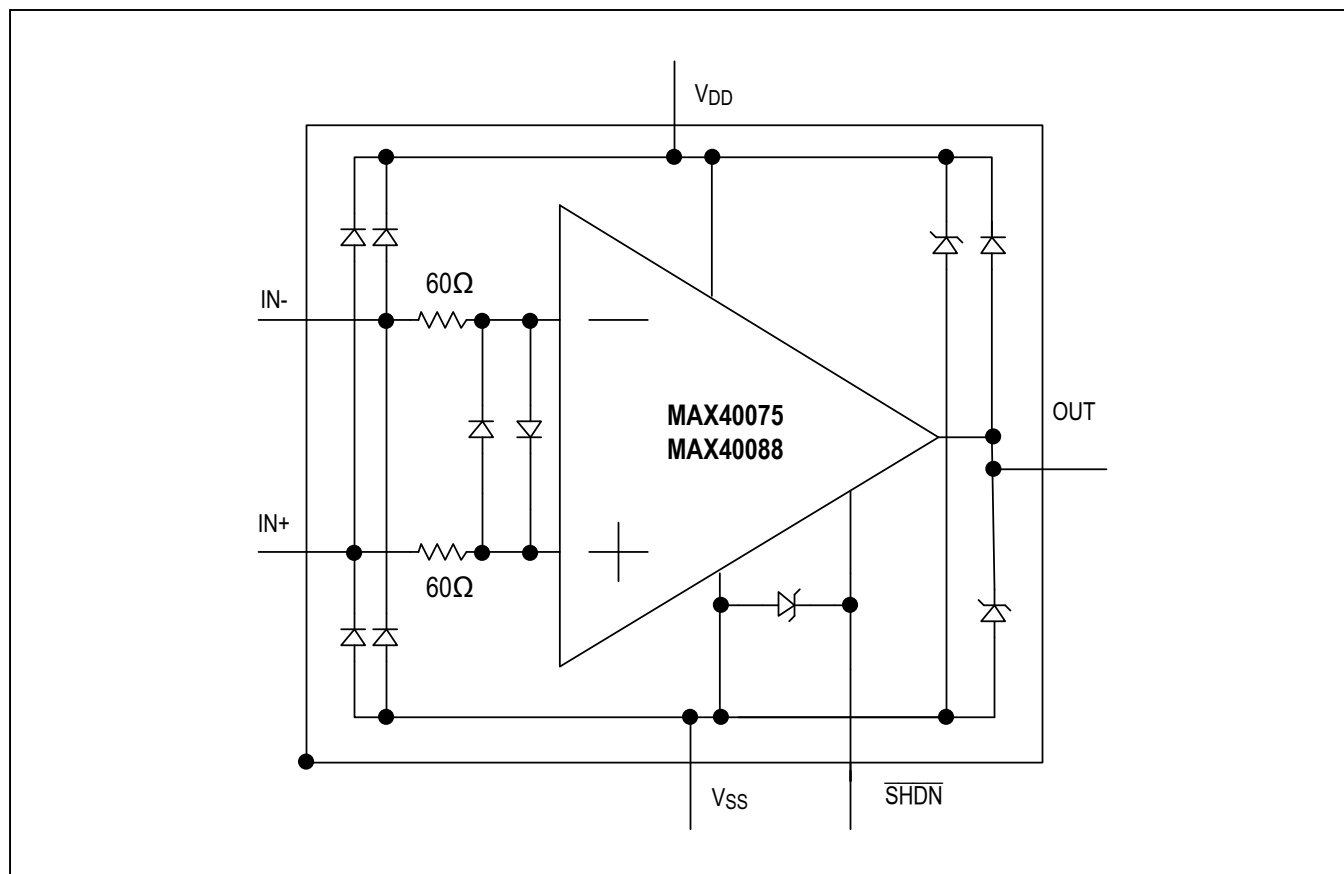 VDD
60Ω
IN-
MAX40075
MAX40088
OUT
IN+
60Ω
VSS
SHDN